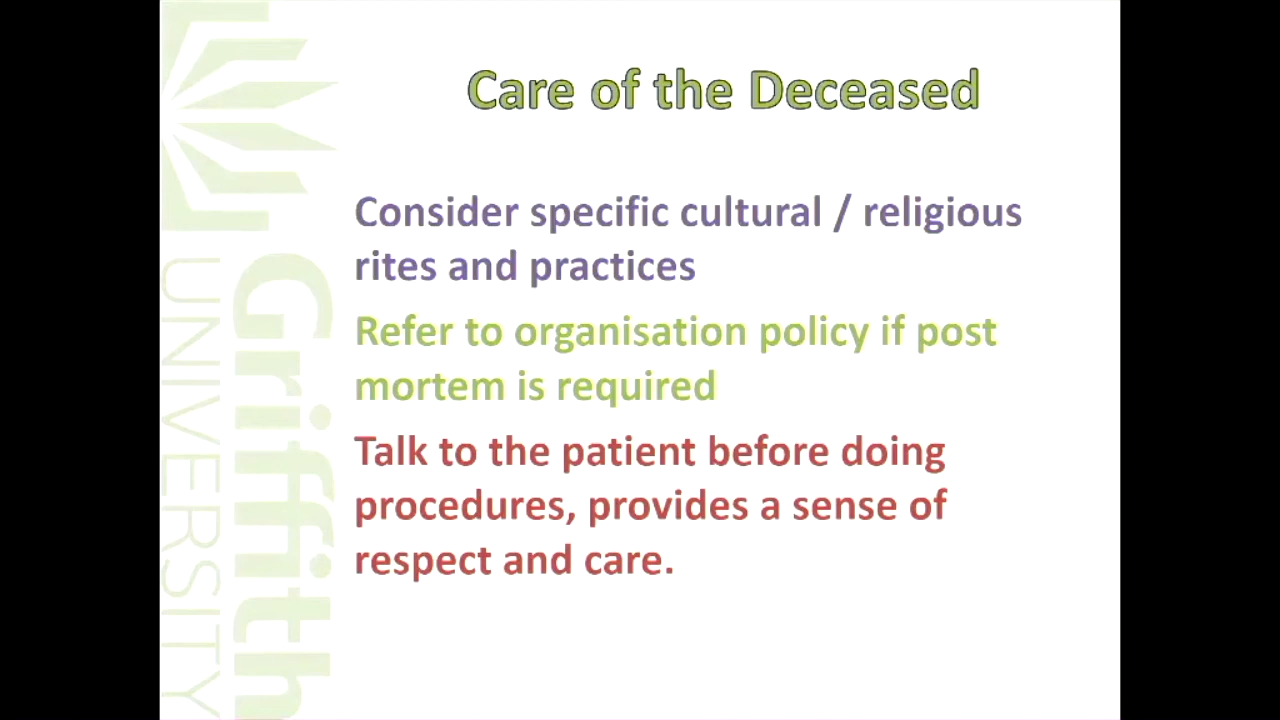 Care of the Deceased
Consider specific cultural / religious
rites and practices
Refer to organisation policy if post
mortem is required
Talk to the patient before doing
procedures, provides a sense of
respect and care.
Griffith
UNIVERSITY